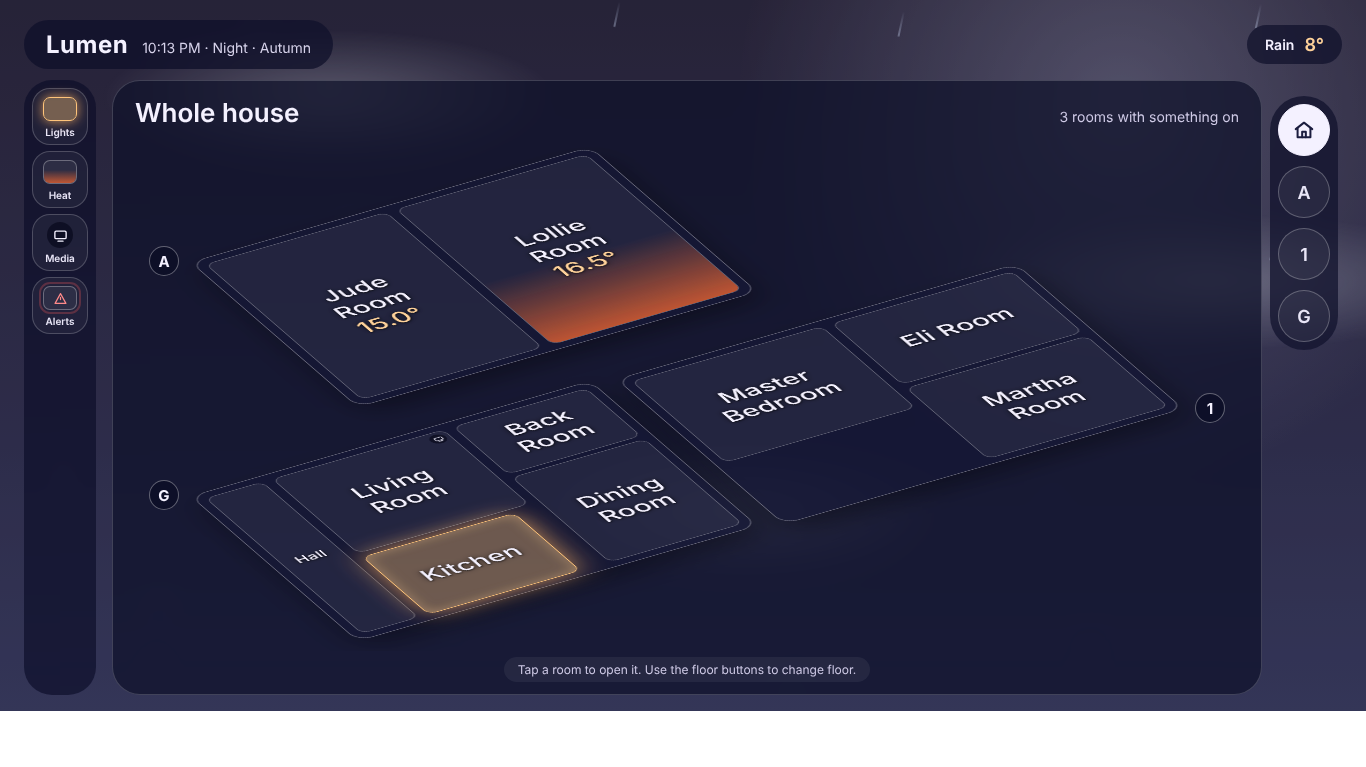 Lumen 10:13 PM · Night · Autumn
Rain 8°
Lights
Heat
Media
Alerts
Whole house
3 rooms with something on
A
Jude
Room
15.0°
Lollie
Room
16.5°
Master
Bedroom
Eli Room
Martha
Room
1
G
Hall
Living
Room
Back
Room
Dining
Room
Kitchen
Tap a room to open it. Use the floor buttons to change floor.
A
1
G